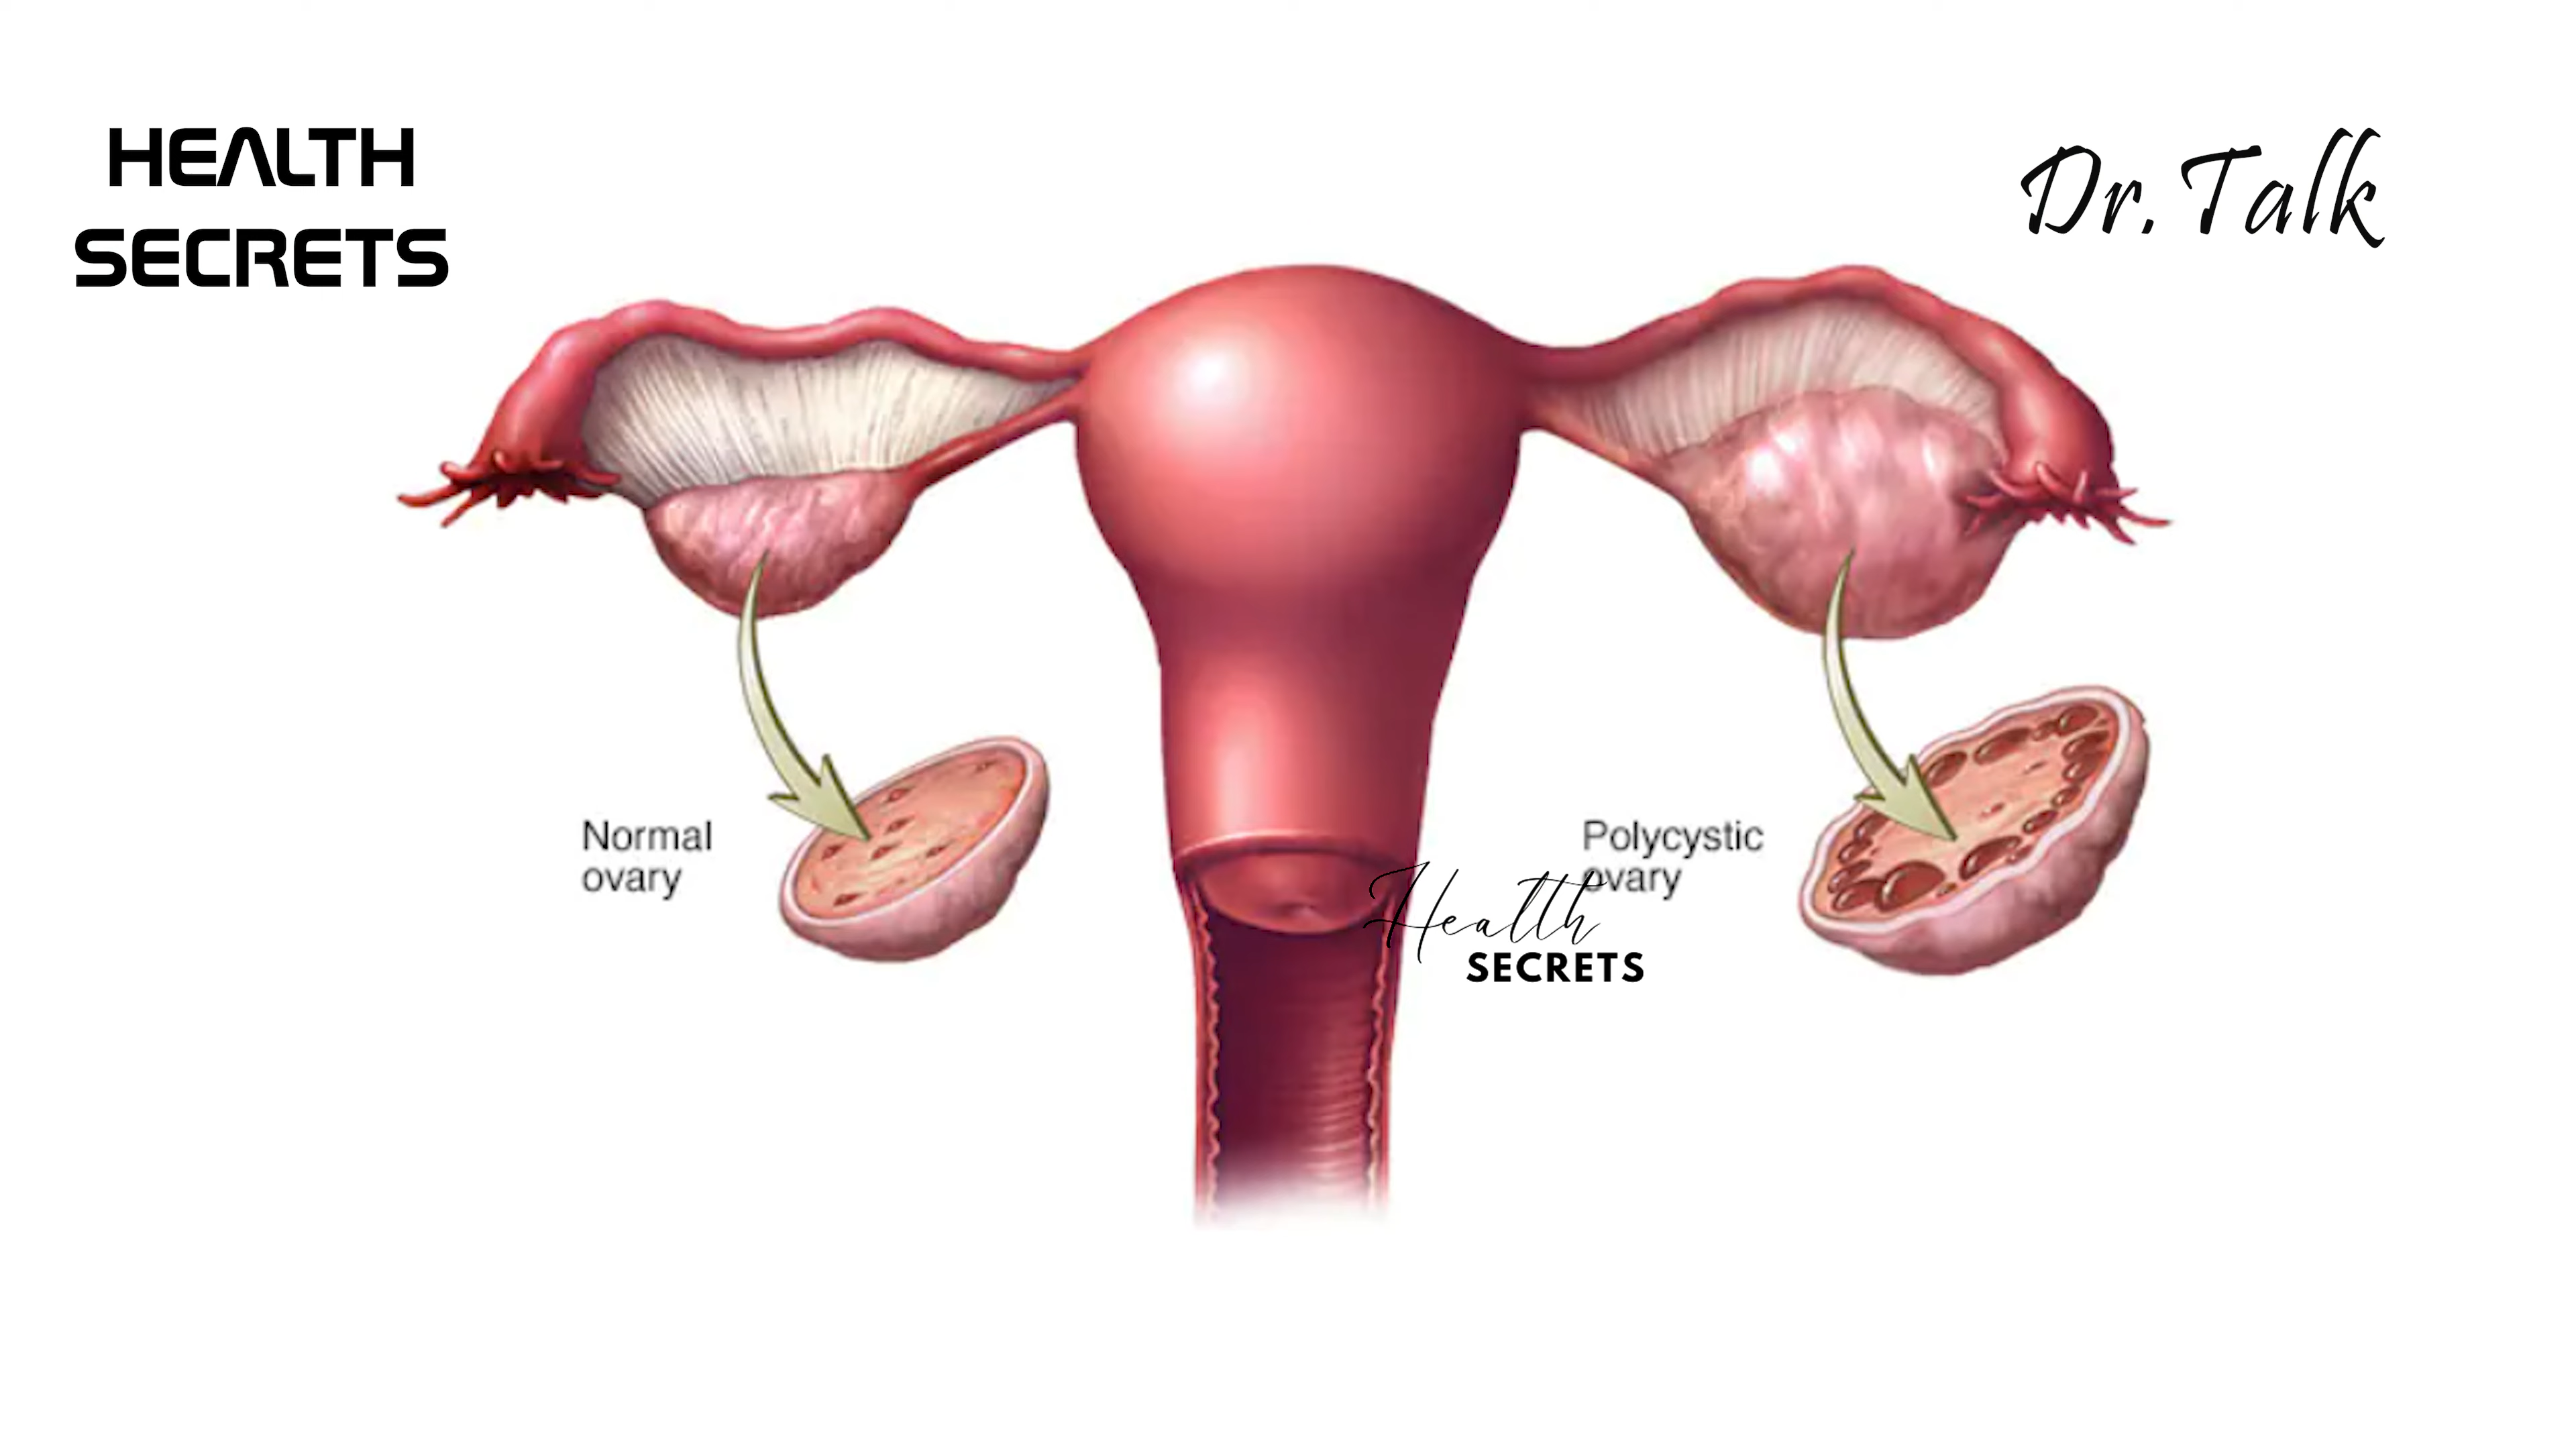 HEALTH
SECRETS
Dr. Talk
Normal
ovary
Polycystic
ovary
Health
SECRETS